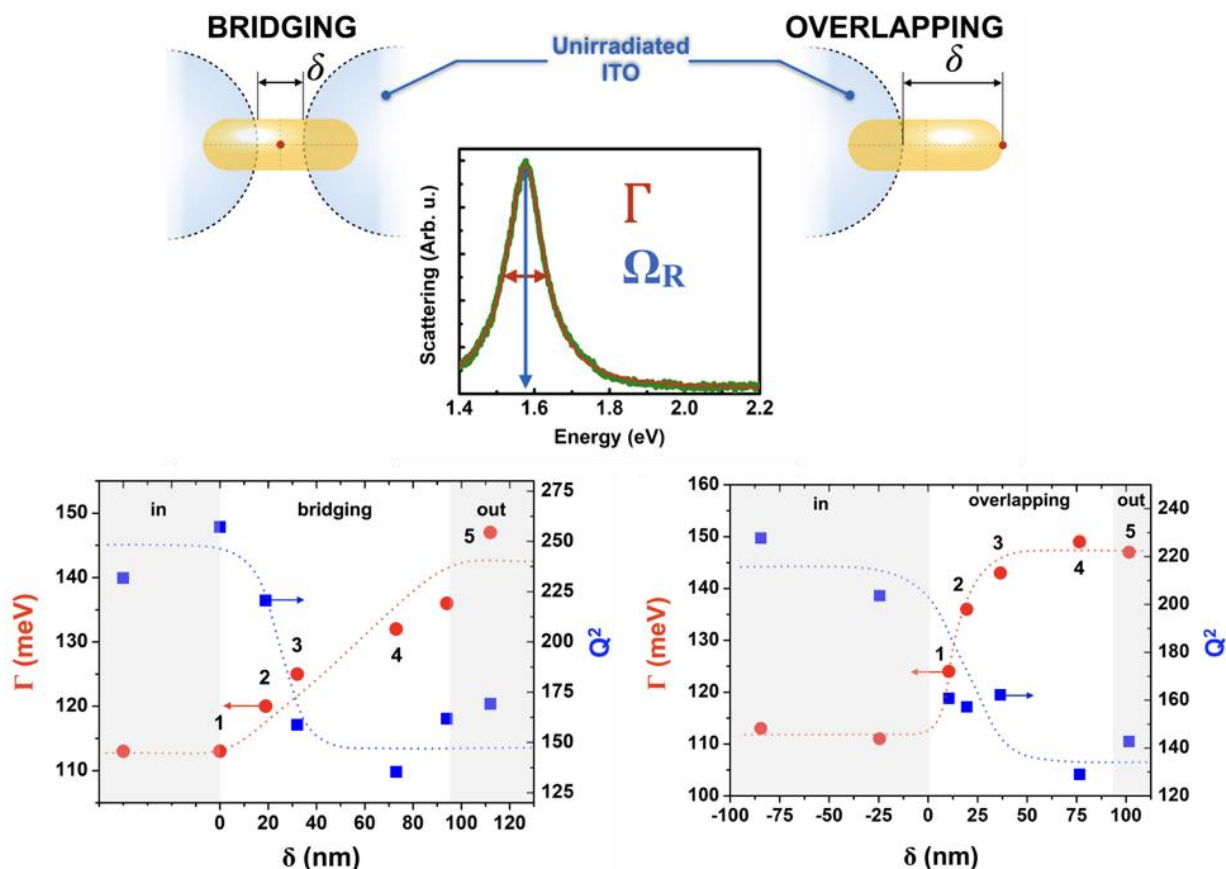 BRIDGING
OVERLAPPING
δ
Unirradiated
ITO
δ
Γ
Ω_R
Scattering (Arb. u.)
1.4 1.6 1.8 2.0 2.2
Energy (eV)
in bridging out
150
140
130
120
110
Γ (meV)
275
250
225
200
175
150
125
Q²
1 2 3 4 5
0 20 40 60 80 100 120
δ (nm)
in overlapping out
160
150
140
130
120
110
100
Γ (meV)
240
220
200
180
160
140
120
Q²
1 2 3 4 5
-100 -75 -50 -25 0 25 50 75 100
δ (nm)